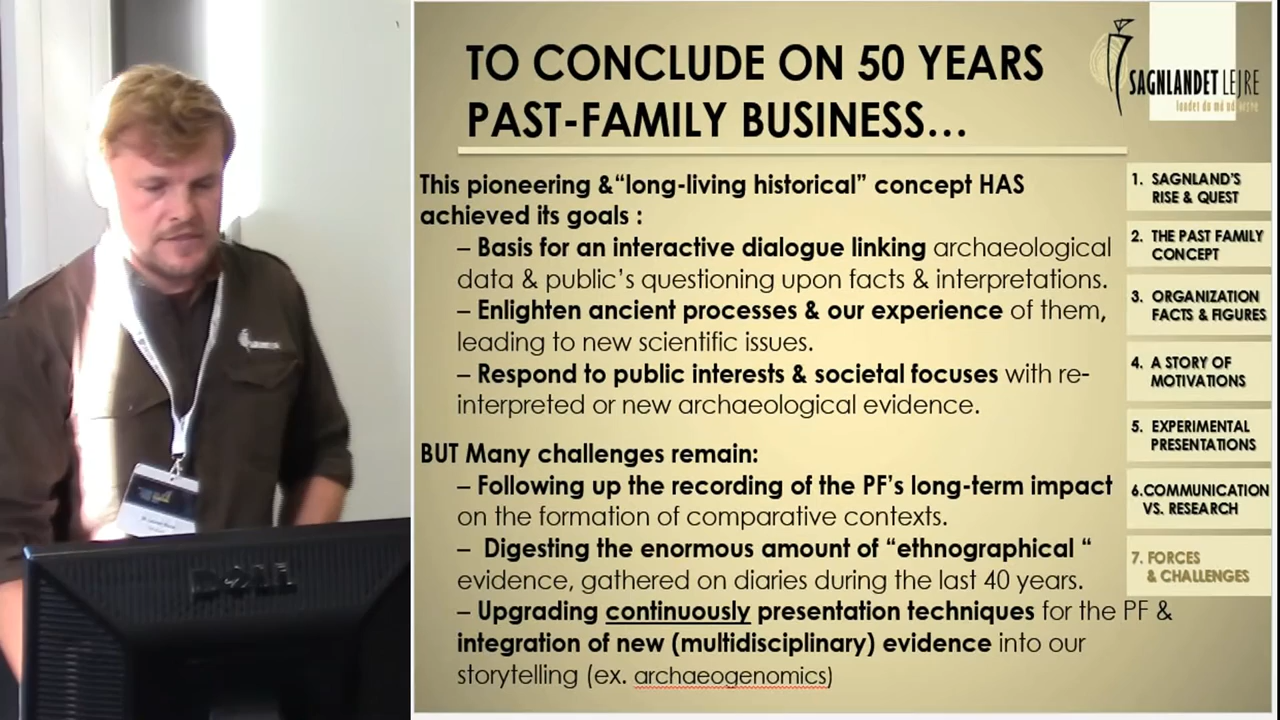 TO CONCLUDE ON 50 YEARS
PAST-FAMILY BUSINESS…
SAGNLANDET LEJRE
This pioneering &“long-living historical” concept HAS
achieved its goals :
– Basis for an interactive dialogue linking archaeological
data & public’s questioning upon facts & interpretations.
– Enlighten ancient processes & our experience of them,
leading to new scientific issues.
– Respond to public interests & societal focuses with re-
interpreted or new archaeological evidence.
BUT Many challenges remain:
– Following up the recording of the PF’s long-term impact
on the formation of comparative contexts.
– Digesting the enormous amount of “ethnographical “
evidence, gathered on diaries during the last 40 years.
– Upgrading continuously presentation techniques for the PF &
integration of new (multidisciplinary) evidence into our
storytelling (ex. archaeogenomics)
1. SAGNLAND’S
RISE & QUEST
2. THE PAST FAMILY
CONCEPT
3. ORGANIZATION
FACTS & FIGURES
4. A STORY OF
MOTIVATIONS
5. EXPERIMENTAL
PRESENTATIONS
6.COMMUNICATION
VS. RESEARCH
7. FORCES
& CHALLENGES
DELL